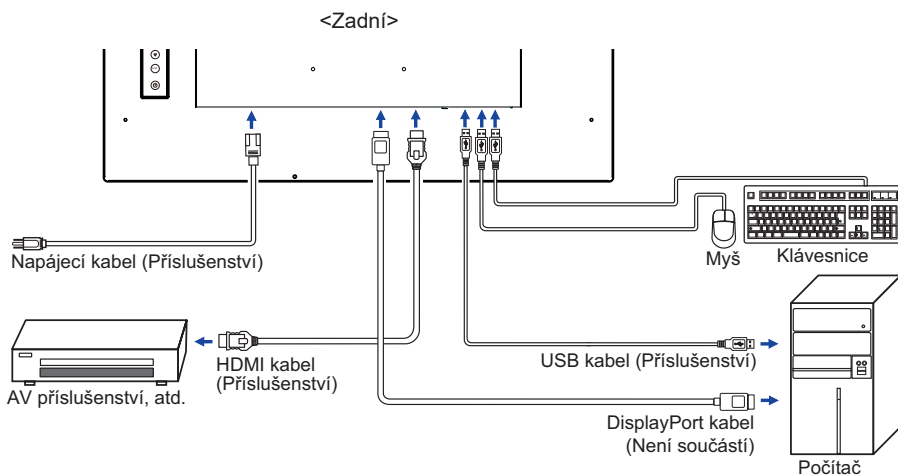 <Zadní>
Napájecí kabel (Příslušenství)
Myš
Klávesnice
HDMI kabel
(Příslušenství)
USB kabel (Příslušenství)
AV příslušenství, atd.
DisplayPort kabel
(Není součástí)
Počítač